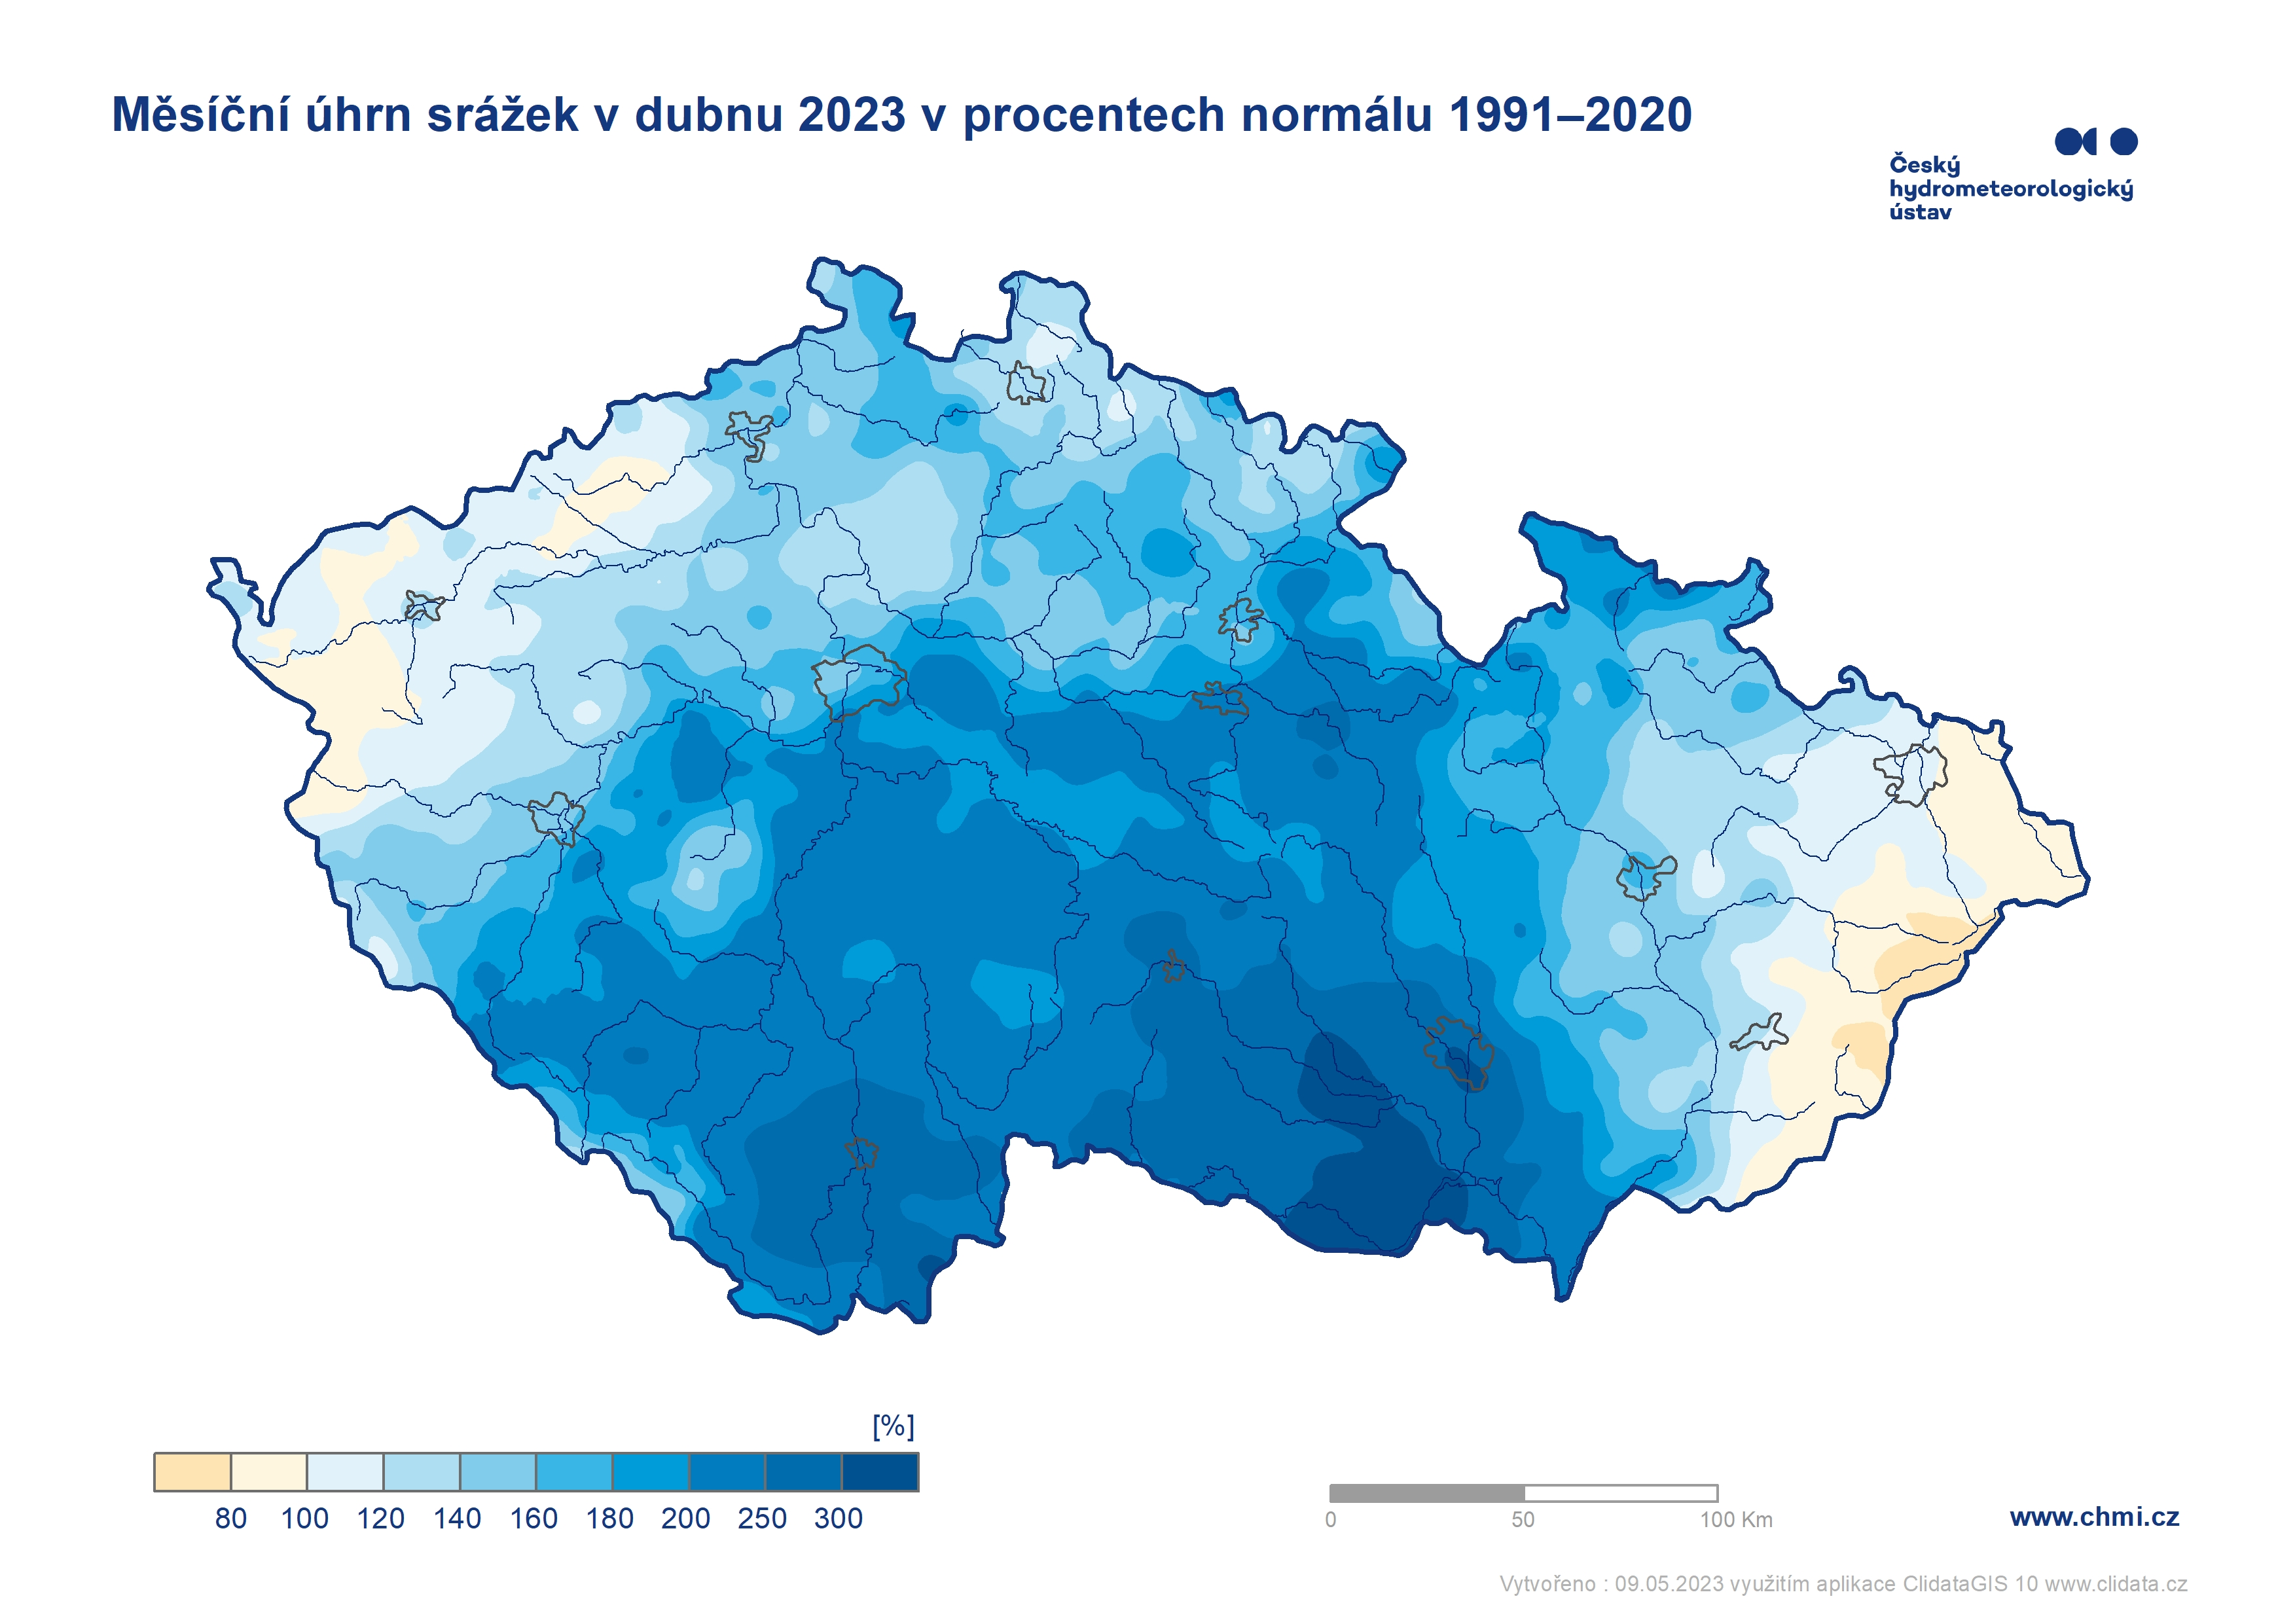 Měsíční úhrn srážek v dubnu 2023 v procentech normálu 1991–2020
Český
hydrometeorologický
ústav
[%]
80 100 120 140 160 180 200 250 300
0 50 100 Km
www.chmi.cz
Vytvořeno : 09.05.2023 využitím aplikace ClidataGIS 10 www.clidata.cz